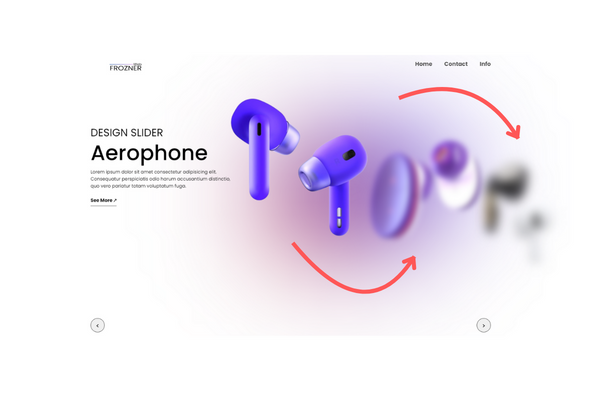 FROZNER
Home Contact Info
DESIGN SLIDER
Aerophone
Lorem ipsum dolor sit amet consectetur adipisicing elit.
Consequatur perspiciatis odio harum accusantium distinctio,
quo vero pariatur totam voluptatum fuga.
See More ↗
‹ ›